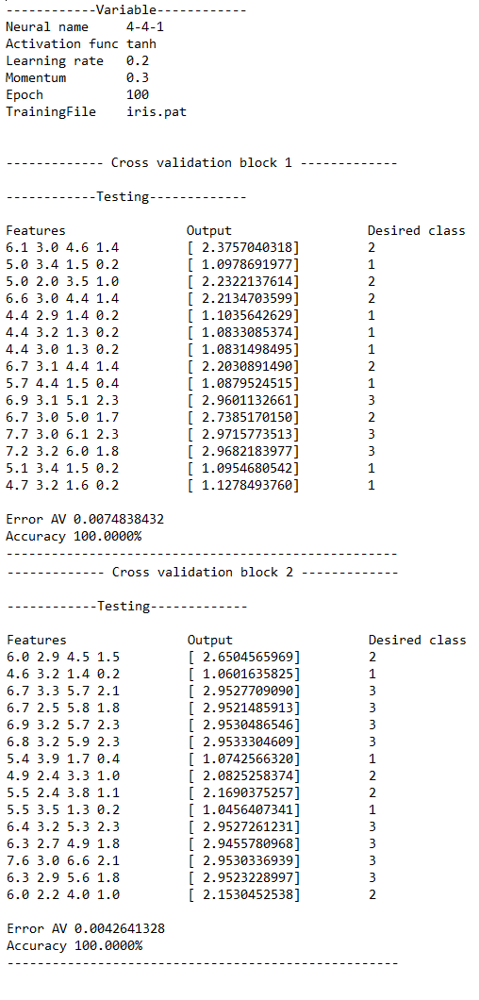 ------------Variable------------
Neural name     4-4-1
Activation func tanh
Learning rate   0.2
Momentum        0.3
Epoch           100
TrainingFile    iris.pat
------------- Cross validation block 1 -------------
------------Testing-------------
Features                Output                  Desired class
6.1 3.0 4.6 1.4         [ 2.3757040318]         2
5.0 3.4 1.5 0.2         [ 1.0978691977]         1
5.0 2.0 3.5 1.0         [ 2.2322137614]         2
6.6 3.0 4.4 1.4         [ 2.2134703599]         2
4.4 2.9 1.4 0.2         [ 1.1035642629]         1
4.4 3.2 1.3 0.2         [ 1.0833085374]         1
4.4 3.0 1.3 0.2         [ 1.0831498495]         1
6.7 3.1 4.4 1.4         [ 2.2030891490]         2
5.7 4.4 1.5 0.4         [ 1.0879524515]         1
6.9 3.1 5.1 2.3         [ 2.9601132661]         3
6.7 3.0 5.0 1.7         [ 2.7385170150]         2
7.7 3.0 6.1 2.3         [ 2.9715773513]         3
7.2 3.2 6.0 1.8         [ 2.9682183977]         3
5.1 3.4 1.5 0.2         [ 1.0954680542]         1
4.7 3.2 1.6 0.2         [ 1.1278493760]         1
Error AV 0.0074838432
Accuracy 100.0000%
----------------------------------------------------
------------- Cross validation block 2 -------------
------------Testing-------------
Features                Output                  Desired class
6.0 2.9 4.5 1.5         [ 2.6504565969]         2
4.6 3.2 1.4 0.2         [ 1.0601635825]         1
6.7 3.3 5.7 2.1         [ 2.9527709090]         3
6.7 2.5 5.8 1.8         [ 2.9521485913]         3
6.9 3.2 5.7 2.3         [ 2.9530486546]         3
6.8 3.2 5.9 2.3         [ 2.9533304609]         3
5.4 3.9 1.7 0.4         [ 1.0742566320]         1
4.9 2.4 3.3 1.0         [ 2.0825258374]         2
5.5 2.4 3.8 1.1         [ 2.1690375257]         2
5.5 3.5 1.3 0.2         [ 1.0456407341]         1
6.4 3.2 5.3 2.3         [ 2.9527261231]         3
6.3 2.7 4.9 1.8         [ 2.9455780968]         3
7.6 3.0 6.6 2.1         [ 2.9530336939]         3
6.3 2.9 5.6 1.8         [ 2.9523228997]         3
6.0 2.2 4.0 1.0         [ 2.1530452538]         2
Error AV 0.0042641328
Accuracy 100.0000%
----------------------------------------------------